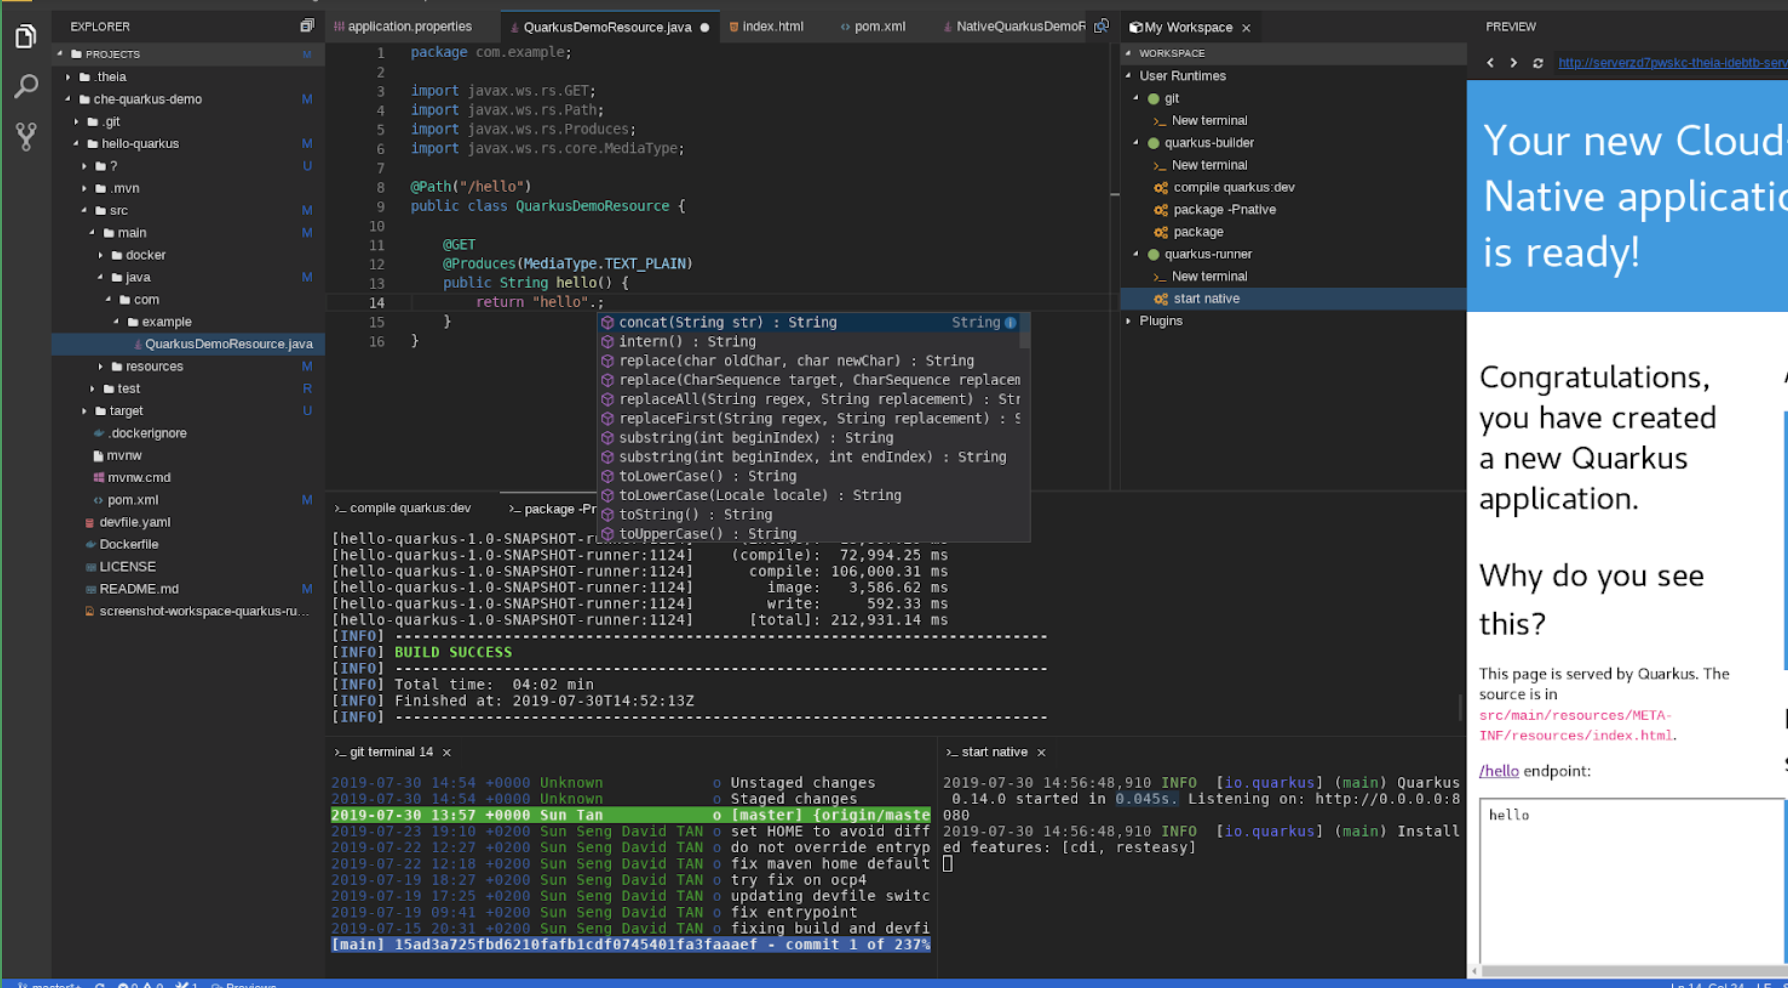 EXPLORER
PROJECTS M
.theia
che-quarkus-demo M
.git
hello-quarkus M
? U
.mvn
src M
main M
docker
java M
com
example
QuarkusDemoResource.java
resources M
test R
target U
.dockerignore
mvnw
mvnw.cmd
pom.xml M
devfile.yaml
Dockerfile
LICENSE
README.md M
screenshot-workspace-quarkus-ru...
application.properties
QuarkusDemoResource.java
index.html
pom.xml
NativeQuarkusDemoR
1 package com.example;
2
3 import javax.ws.rs.GET;
4 import javax.ws.rs.Path;
5 import javax.ws.rs.Produces;
6 import javax.ws.rs.core.MediaType;
7
8 @Path("/hello")
9 public class QuarkusDemoResource {
10
11 @GET
12 @Produces(MediaType.TEXT_PLAIN)
13 public String hello() {
14 return "hello".;
15 }
16 }
concat(String str) : String String
intern() : String
replace(char oldChar, char newChar) : String
replace(CharSequence target, CharSequence replacem
replaceAll(String regex, String replacement) : Str
replaceFirst(String regex, String replacement) : S
substring(int beginIndex) : String
substring(int beginIndex, int endIndex) : String
toLowerCase() : String
toLowerCase(Locale locale) : String
toString() : String
toUpperCase() : String
My Workspace
WORKSPACE
User Runtimes
git
>_ New terminal
quarkus-builder
>_ New terminal
compile quarkus:dev
package -Pnative
package
quarkus-runner
>_ New terminal
start native
Plugins
>_ compile quarkus:dev
>_ package -Pr
[hello-quarkus-1.0-SNAPSHOT-runner:1124]
[hello-quarkus-1.0-SNAPSHOT-runner:1124] (compile): 72,994.25 ms
[hello-quarkus-1.0-SNAPSHOT-runner:1124] compile: 106,000.31 ms
[hello-quarkus-1.0-SNAPSHOT-runner:1124] image: 3,586.62 ms
[hello-quarkus-1.0-SNAPSHOT-runner:1124] write: 592.33 ms
[hello-quarkus-1.0-SNAPSHOT-runner:1124] [total]: 212,931.14 ms
[INFO] ------------------------------------------------------------------------
[INFO] BUILD SUCCESS
[INFO] ------------------------------------------------------------------------
[INFO] Total time: 04:02 min
[INFO] Finished at: 2019-07-30T14:52:13Z
[INFO] ------------------------------------------------------------------------
>_ git terminal 14
2019-07-30 14:54 +0000 Unknown o Unstaged changes
2019-07-30 14:54 +0000 Unknown o Staged changes
2019-07-30 13:57 +0000 Sun Tan o [master] {origin/maste
2019-07-23 19:10 +0200 Sun Seng David TAN o set HOME to avoid diff
2019-07-22 12:27 +0200 Sun Seng David TAN o do not override entryp
2019-07-22 12:18 +0200 Sun Seng David TAN o fix maven home default
2019-07-19 18:27 +0200 Sun Seng David TAN o try fix on ocp4
2019-07-19 17:25 +0200 Sun Seng David TAN o updating devfile switc
2019-07-19 09:41 +0200 Sun Seng David TAN o fix entrypoint
2019-07-15 20:31 +0200 Sun Seng David TAN o fixing build and devfi
[main] 15ad3a725fbd6210fafb1cdf0745401fa3faaaef - commit 1 of 237%
>_ start native
2019-07-30 14:56:48,910 INFO [io.quarkus] (main) Quarkus
0.14.0 started in 0.045s. Listening on: http://0.0.0.0:8
080
2019-07-30 14:56:48,910 INFO [io.quarkus] (main) Install
ed features: [cdi, resteasy]
PREVIEW
http://serverzd7pwskc-theia-idebtb-serv
Your new Cloud-
Native applicatio
is ready!
Congratulations,
you have created
a new Quarkus
application.
Why do you see
this?
This page is served by Quarkus. The
source is in
src/main/resources/META-
INF/resources/index.html.
/hello endpoint:
hello